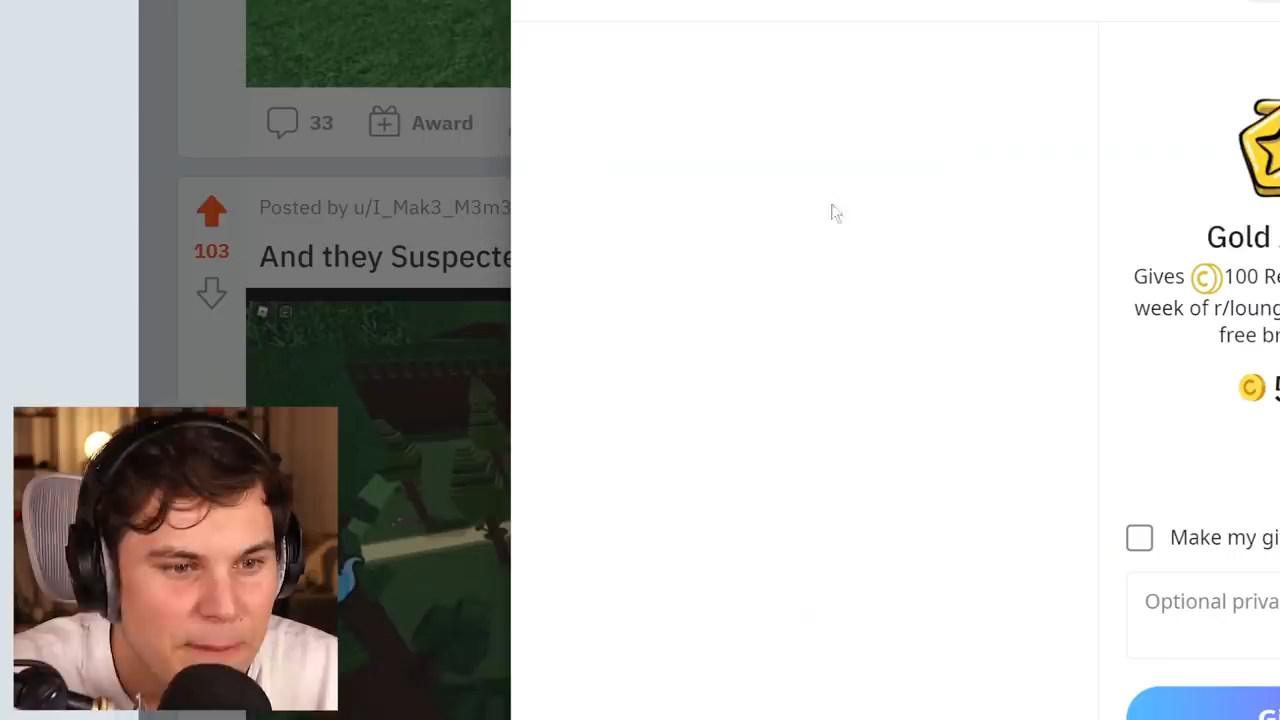 33
Award
Posted by u/I_Mak3_M3m3
103
And they Suspecte
Gold
Gives 100 Re
week of r/loung
free br
5
Make my gi
Optional priva